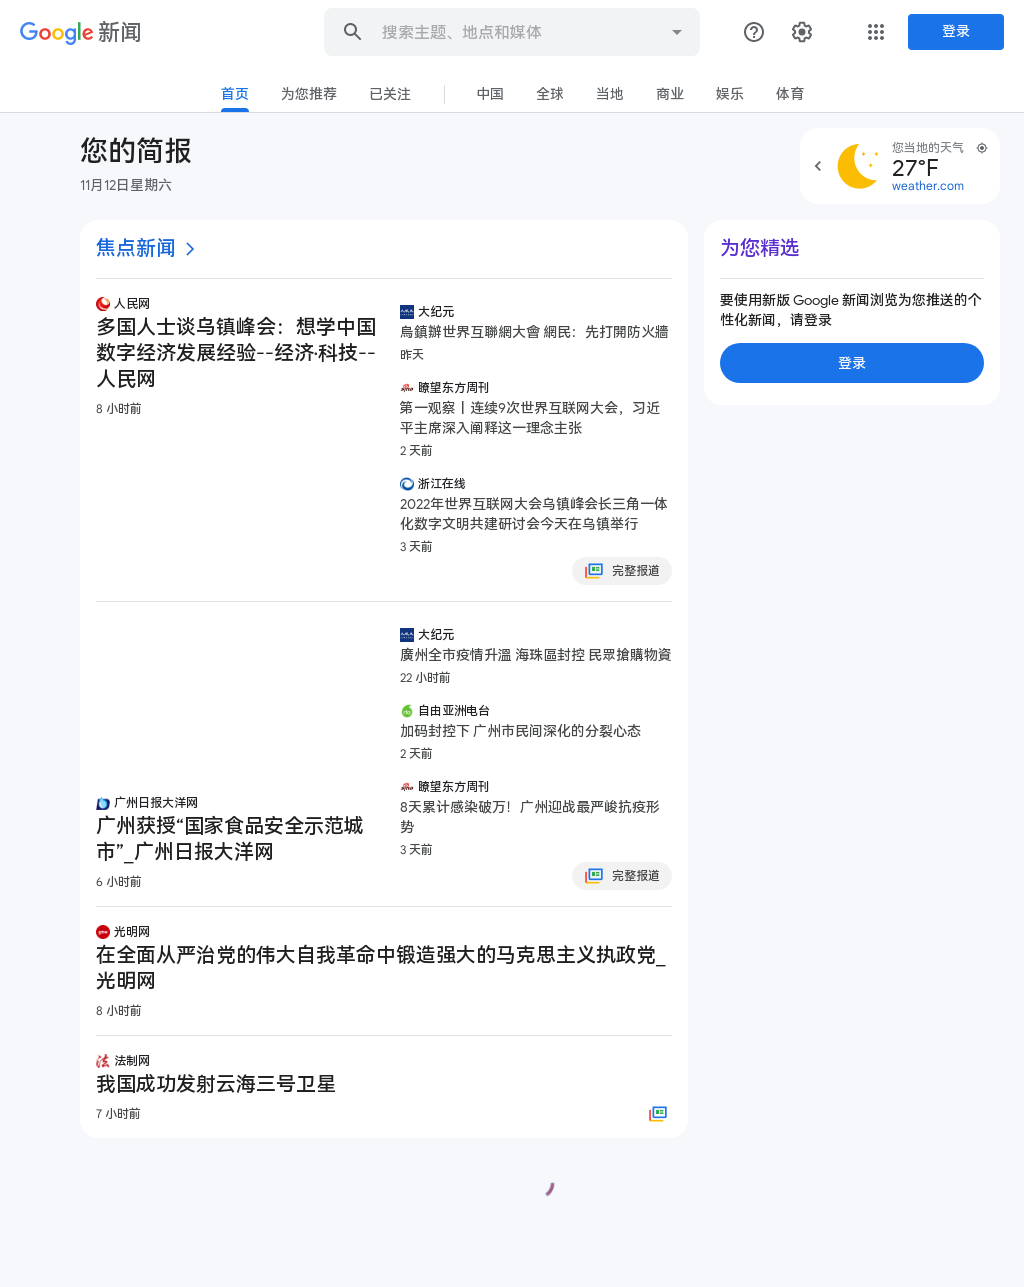 Google 新闻
搜索主题、地点和媒体
登录
首页
为您推荐
已关注
中国
全球
当地
商业
娱乐
体育
您的简报
11月12日星期六
您当地的天气
27°F
weather.com
焦点新闻
人民网
多国人士谈乌镇峰会：想学中国
数字经济发展经验--经济·科技--
人民网
8 小时前
大纪元
烏鎮辦世界互聯網大會 網民：先打開防火牆
昨天
瞭望东方周刊
第一观察丨连续9次世界互联网大会，习近
平主席深入阐释这一理念主张
2 天前
浙江在线
2022年世界互联网大会乌镇峰会长三角一体
化数字文明共建研讨会今天在乌镇举行
3 天前
完整报道
广州日报大洋网
广州获授“国家食品安全示范城
市”_广州日报大洋网
6 小时前
大纪元
廣州全市疫情升溫 海珠區封控 民眾搶購物資
22 小时前
自由亚洲电台
加码封控下 广州市民间深化的分裂心态
2 天前
瞭望东方周刊
8天累计感染破万！广州迎战最严峻抗疫形
势
3 天前
完整报道
光明网
在全面从严治党的伟大自我革命中锻造强大的马克思主义执政党_
光明网
8 小时前
法制网
我国成功发射云海三号卫星
7 小时前
为您精选
要使用新版 Google 新闻浏览为您推送的个
性化新闻，请登录
登录